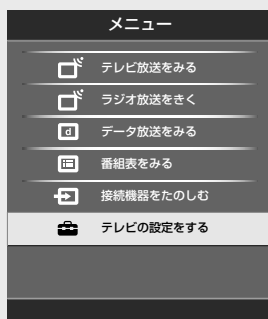 メニュー
テレビ放送をみる
ラジオ放送をきく
d データ放送をみる
番組表をみる
接続機器をたのしむ
テレビの設定をする